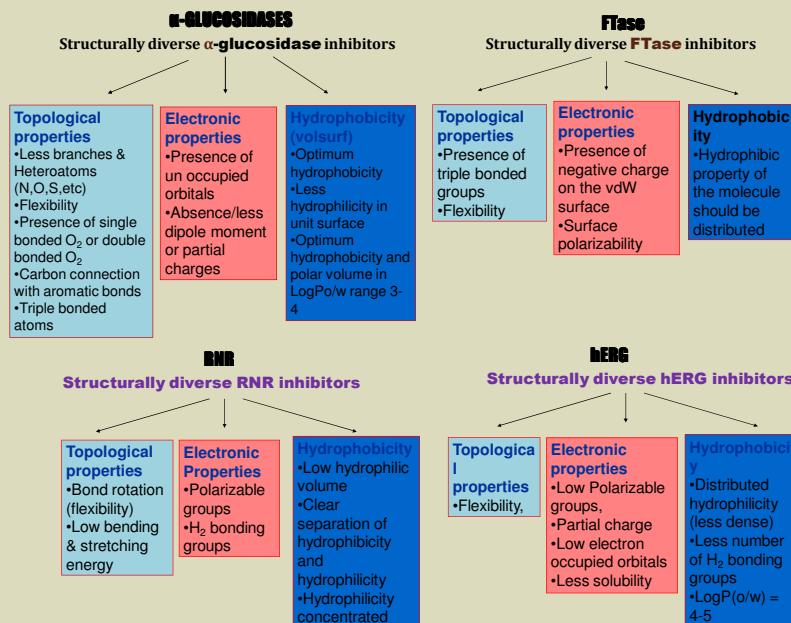 α-GLUCOSIDASES
Structurally diverse α-glucosidase inhibitors
Topological
properties
•Less branches &
Heteroatoms
(N,O,S,etc)
•Flexibility
•Presence of single
bonded O₂ or double
bonded O₂
•Carbon connection
with aromatic bonds
•Triple bonded
atoms
Electronic
properties
•Presence of
un occupied
orbitals
•Absence/less
dipole moment
or partial
charges
Hydrophobicity
(volsurf)
•Optimum
hydrophobicity
•Less
hydrophilicity in
unit surface
•Optimum
hydrophobicity and
polar volume in
LogPo/w range 3-
4
FTase
Structurally diverse FTase inhibitors
Topological
properties
•Presence of
triple bonded
groups
•Flexibility
Electronic
properties
•Presence of
negative charge
on the vdW
surface
•Surface
polarizability
Hydrophobic
ity
•Hydrophibic
property of
the molecule
should be
distributed
RNR
Structurally diverse RNR inhibitors
Topological
properties
•Bond rotation
(flexibility)
•Low bending
& stretching
energy
Electronic
Properties
•Polarizable
groups
•H₂ bonding
groups
Hydrophobicity
•Low hydrophilic
volume
•Clear
separation of
hydrophibicity
and
hydrophilicity
•Hydrophilicity
concentrated
hERG
Structurally diverse hERG inhibitors
Topologica
l
properties
•Flexibility,
Electronic
properties
•Low Polarizable
groups,
•Partial charge
•Low electron
occupied orbitals
•Less solubility
Hydrophobicit
y
•Distributed
hydrophilicity
(less dense)
•Less number
of H₂ bonding
groups
•LogP(o/w) =
4-5